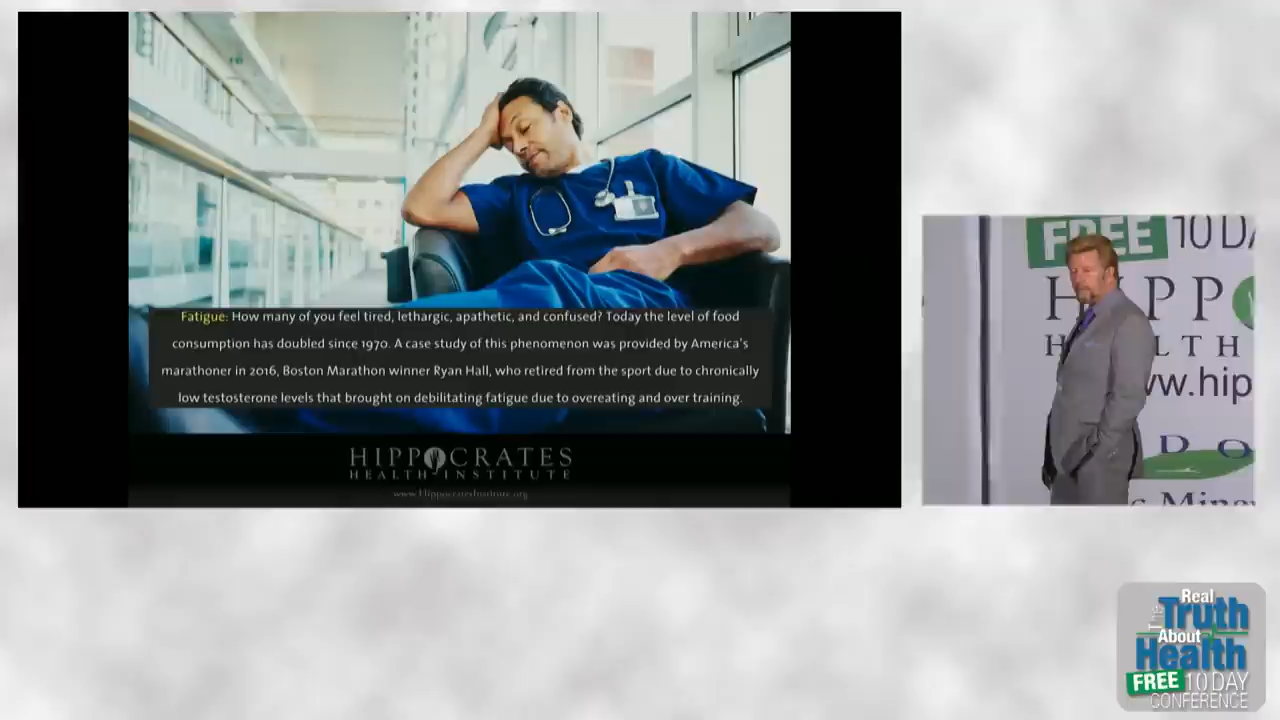 Fatigue: How many of you feel tired, lethargic, apathetic, and confused? Today the level of food
consumption has doubled since 1970. A case study of this phenomenon was provided by America's
marathoner in 2016, Boston Marathon winner Ryan Hall, who retired from the sport due to chronically
low testosterone levels that brought on debilitating fatigue due to overeating and over training.
HIPPOCRATES
HEALTH INSTITUTE
www.HippocratesInstitute.org
FREE 10 DA
H PP
H LTH
w.hip
P O
c Mine
The Real
Truth
About
Health
FREE 10 DAY
CONFERENCE